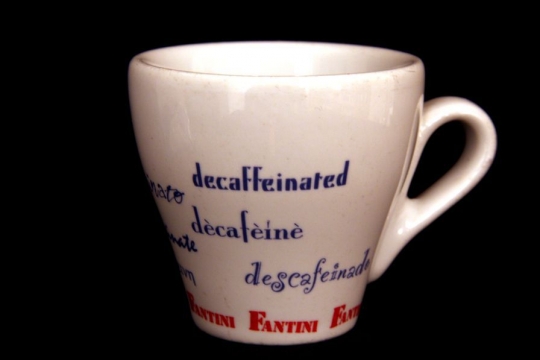 decaffeinated
dècafèinè
descafeinado
FANTINI FANTINI